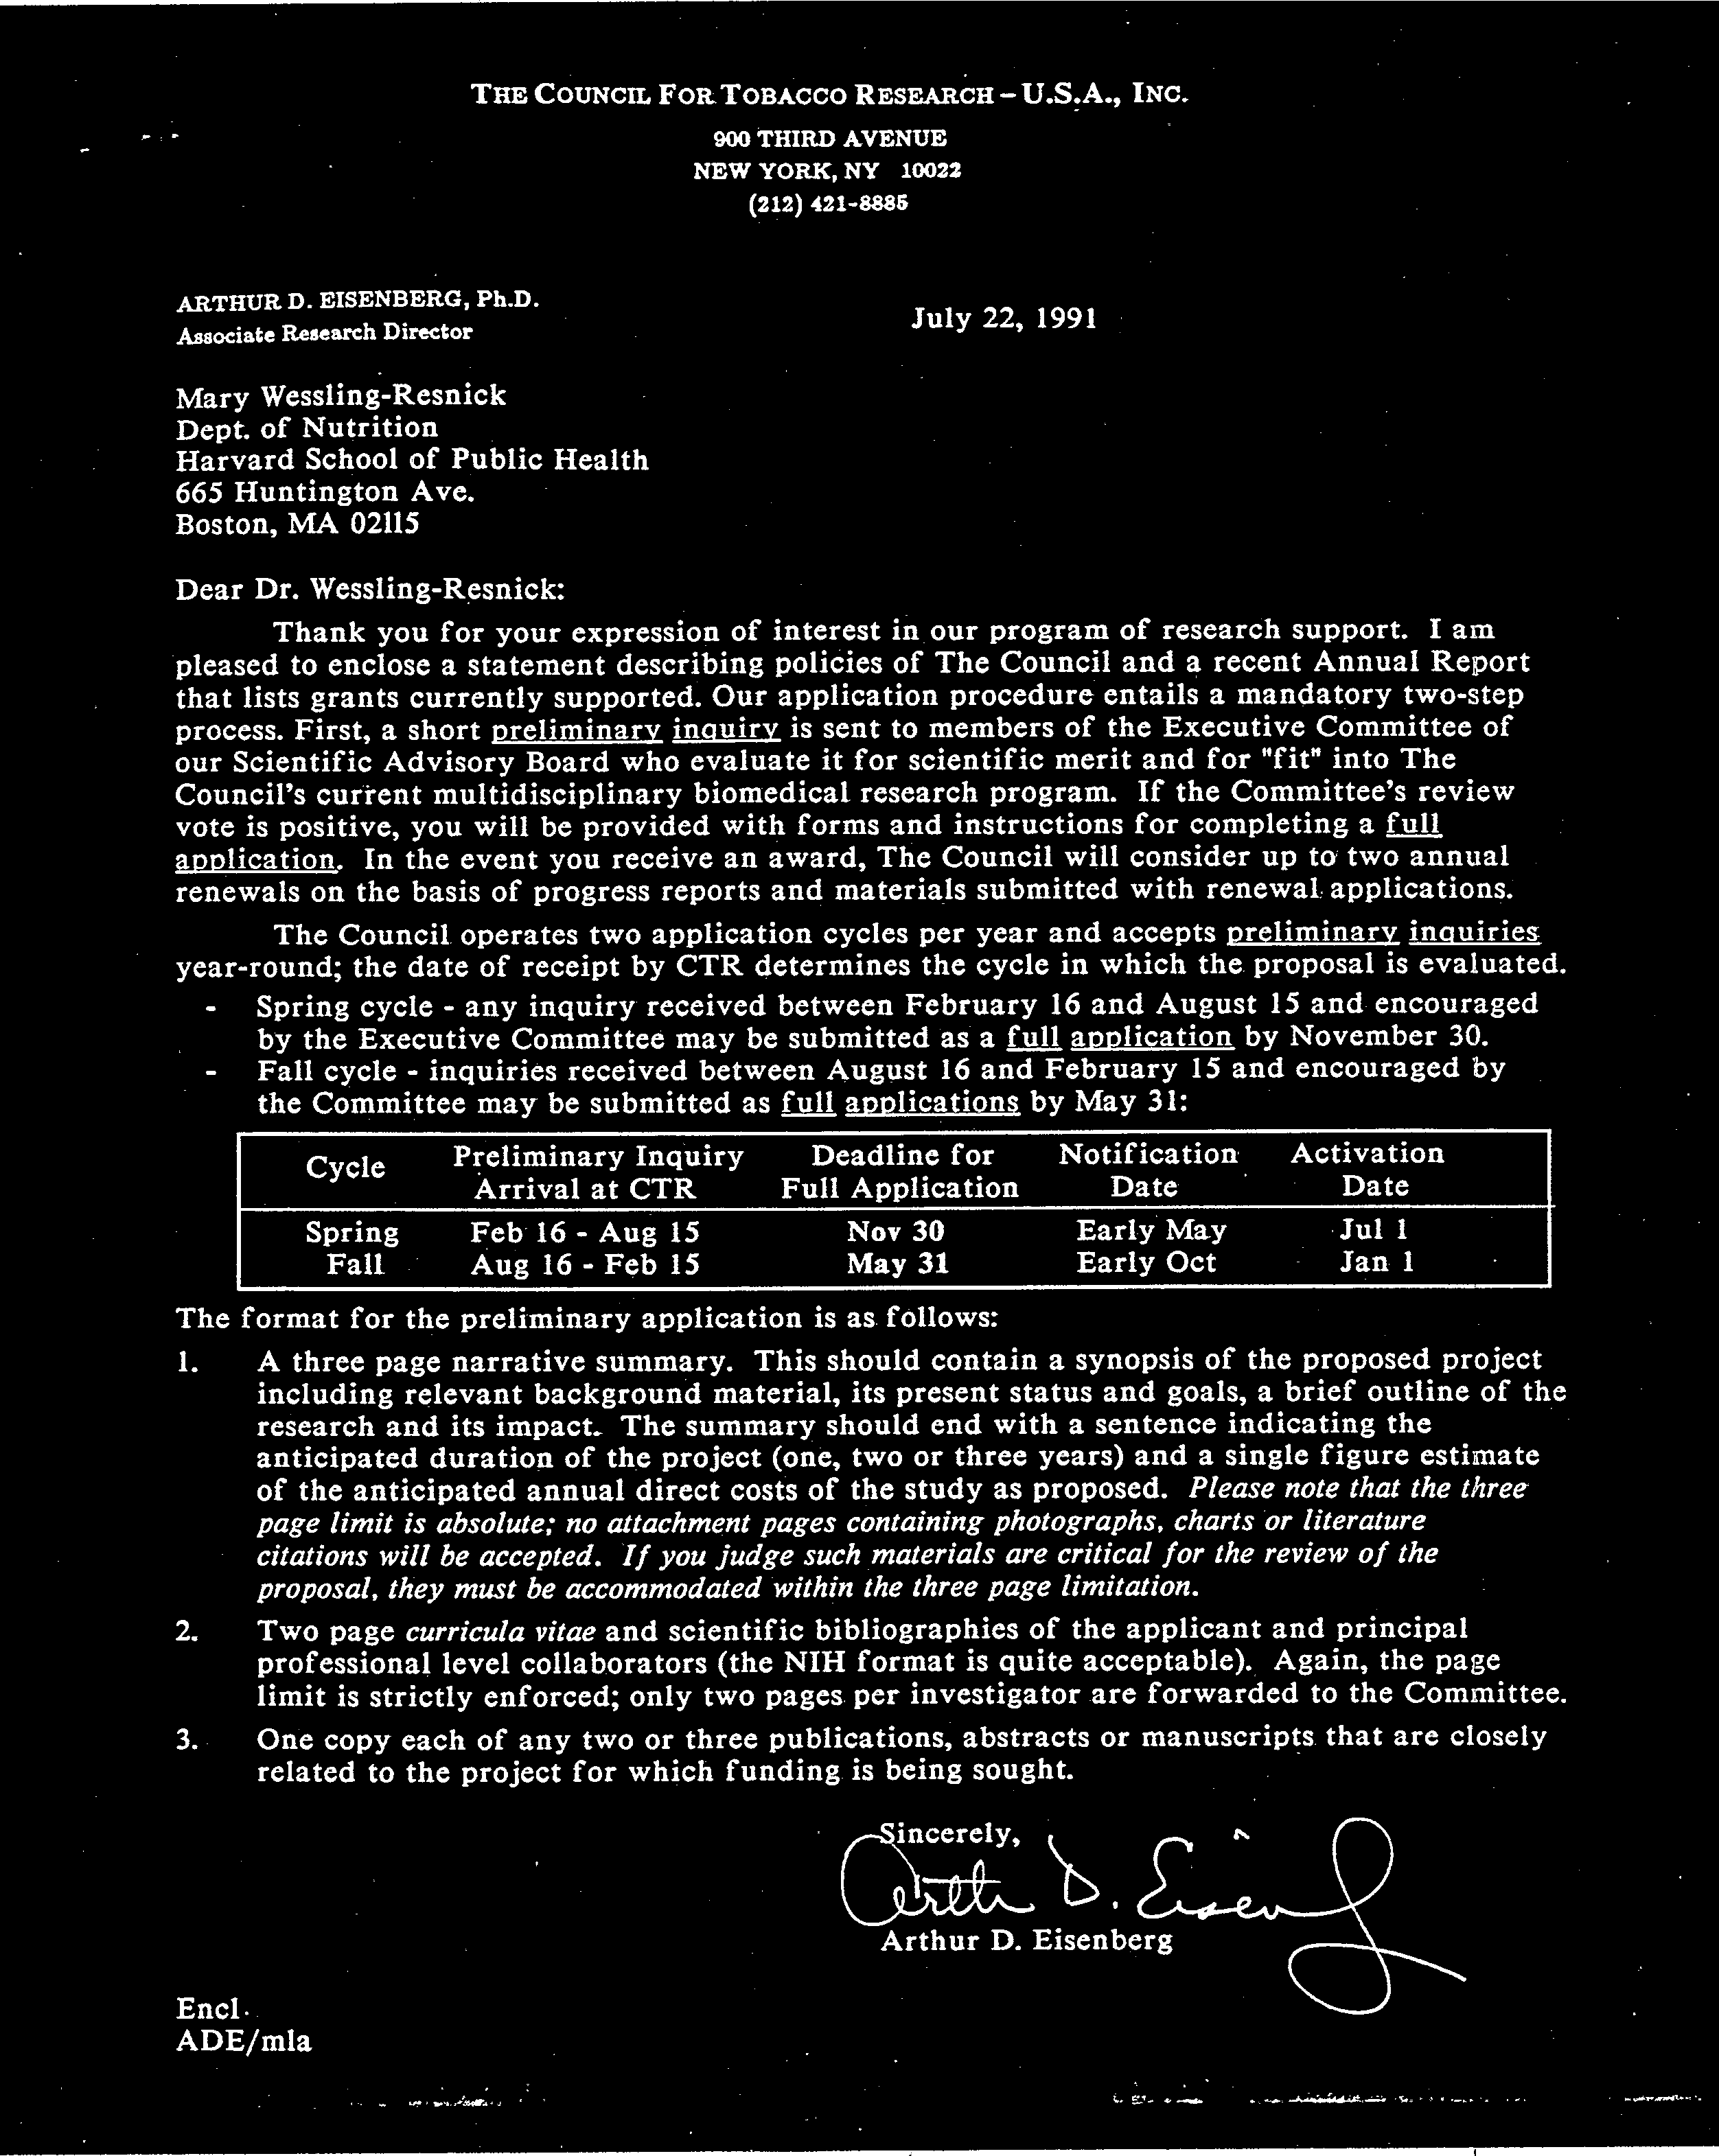 THE COUNCIL FOR TOBACCO RESEARCH – U.S.A., INC.
900 THIRD AVENUE
NEW YORK, NY 10022
(212) 421-8885
ARTHUR D. EISENBERG, Ph.D.
Associate Research Director
July 22, 1991
Mary Wessling-Resnick
Dept. of Nutrition
Harvard School of Public Health
665 Huntington Ave.
Boston, MA 02115
Dear Dr. Wessling-Resnick:
Thank you for your expression of interest in our program of research support. I am
pleased to enclose a statement describing policies of The Council and a recent Annual Report
that lists grants currently supported. Our application procedure entails a mandatory two-step
process. First, a short preliminary inquiry is sent to members of the Executive Committee of
our Scientific Advisory Board who evaluate it for scientific merit and for "fit" into The
Council's current multidisciplinary biomedical research program. If the Committee's review
vote is positive, you will be provided with forms and instructions for completing a full
application. In the event you receive an award, The Council will consider up to two annual
renewals on the basis of progress reports and materials submitted with renewal applications.
The Council operates two application cycles per year and accepts preliminary inquiries
year-round; the date of receipt by CTR determines the cycle in which the proposal is evaluated.
- Spring cycle - any inquiry received between February 16 and August 15 and encouraged
by the Executive Committee may be submitted as a full application by November 30.
- Fall cycle - inquiries received between August 16 and February 15 and encouraged by
the Committee may be submitted as full applications by May 31:
Cycle Preliminary Inquiry Deadline for Notification Activation
Arrival at CTR Full Application Date Date
Spring Feb 16 - Aug 15 Nov 30 Early May Jul 1
Fall Aug 16 - Feb 15 May 31 Early Oct Jan 1
The format for the preliminary application is as follows:
1. A three page narrative summary. This should contain a synopsis of the proposed project
including relevant background material, its present status and goals, a brief outline of the
research and its impact. The summary should end with a sentence indicating the
anticipated duration of the project (one, two or three years) and a single figure estimate
of the anticipated annual direct costs of the study as proposed. Please note that the three
page limit is absolute; no attachment pages containing photographs, charts or literature
citations will be accepted. If you judge such materials are critical for the review of the
proposal, they must be accommodated within the three page limitation.
2. Two page curricula vitae and scientific bibliographies of the applicant and principal
professional level collaborators (the NIH format is quite acceptable). Again, the page
limit is strictly enforced; only two pages per investigator are forwarded to the Committee.
3. One copy each of any two or three publications, abstracts or manuscripts that are closely
related to the project for which funding is being sought.
Sincerely,
Arthur D. Eisenberg
Encl.
ADE/mla